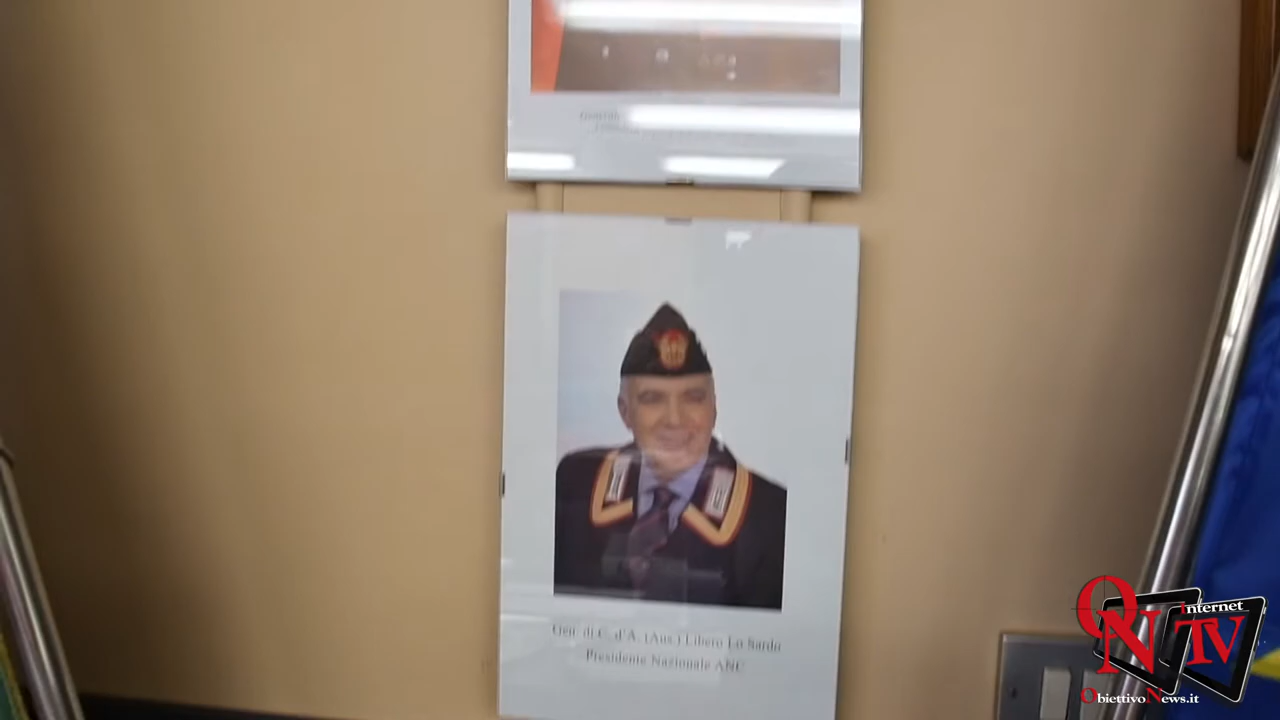 Gen. di C. d'A. (Aus.) Libero Lo Sardo
Presidente Nazionale ANC
Internet
ON TV
ObiettivoNews.it